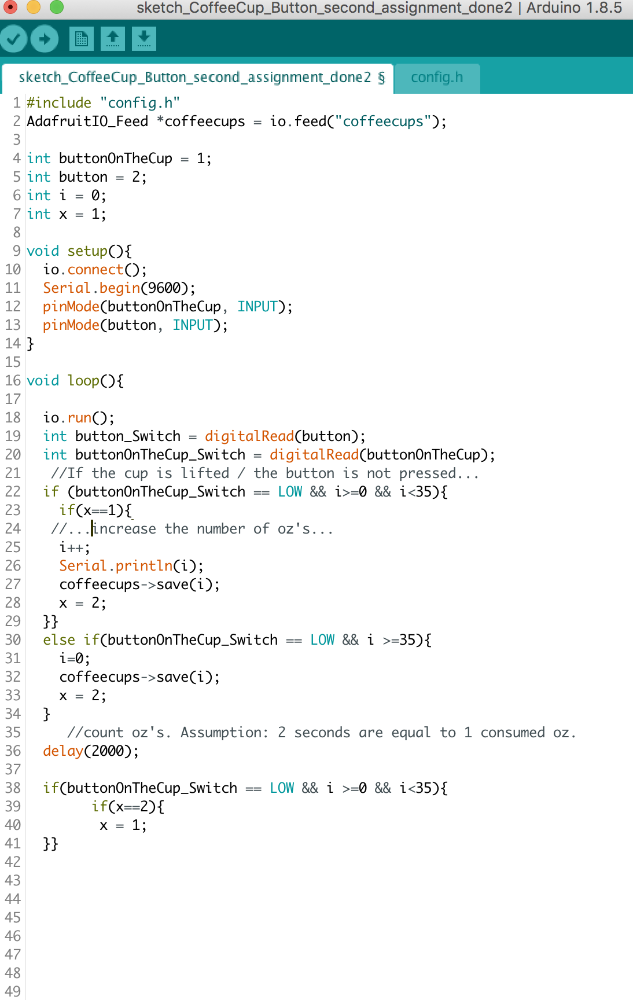 sketch_CoffeeCup_Button_second_assignment_done2 | Arduino 1.8.5
sketch_CoffeeCup_Button_second_assignment_done2 § config.h
1 #include "config.h"
2 AdafruitIO_Feed *coffeecups = io.feed("coffeecups");
3
4 int buttonOnTheCup = 1;
5 int button = 2;
6 int i = 0;
7 int x = 1;
8
9 void setup(){
10 io.connect();
11 Serial.begin(9600);
12 pinMode(buttonOnTheCup, INPUT);
13 pinMode(button, INPUT);
14 }
15
16 void loop(){
17
18 io.run();
19 int button_Switch = digitalRead(button);
20 int buttonOnTheCup_Switch = digitalRead(buttonOnTheCup);
21 //If the cup is lifted / the button is not pressed...
22 if (buttonOnTheCup_Switch == LOW && i>=0 && i<35){
23 if(x==1){
24 //...increase the number of oz's...
25 i++;
26 Serial.println(i);
27 coffeecups->save(i);
28 x = 2;
29 }}
30 else if(buttonOnTheCup_Switch == LOW && i >=35){
31 i=0;
32 coffeecups->save(i);
33 x = 2;
34 }
35 //count oz's. Assumption: 2 seconds are equal to 1 consumed oz.
36 delay(2000);
37
38 if(buttonOnTheCup_Switch == LOW && i >=0 && i<35){
39 if(x==2){
40 x = 1;
41 }}
42
43
44
45
46
47
48
49